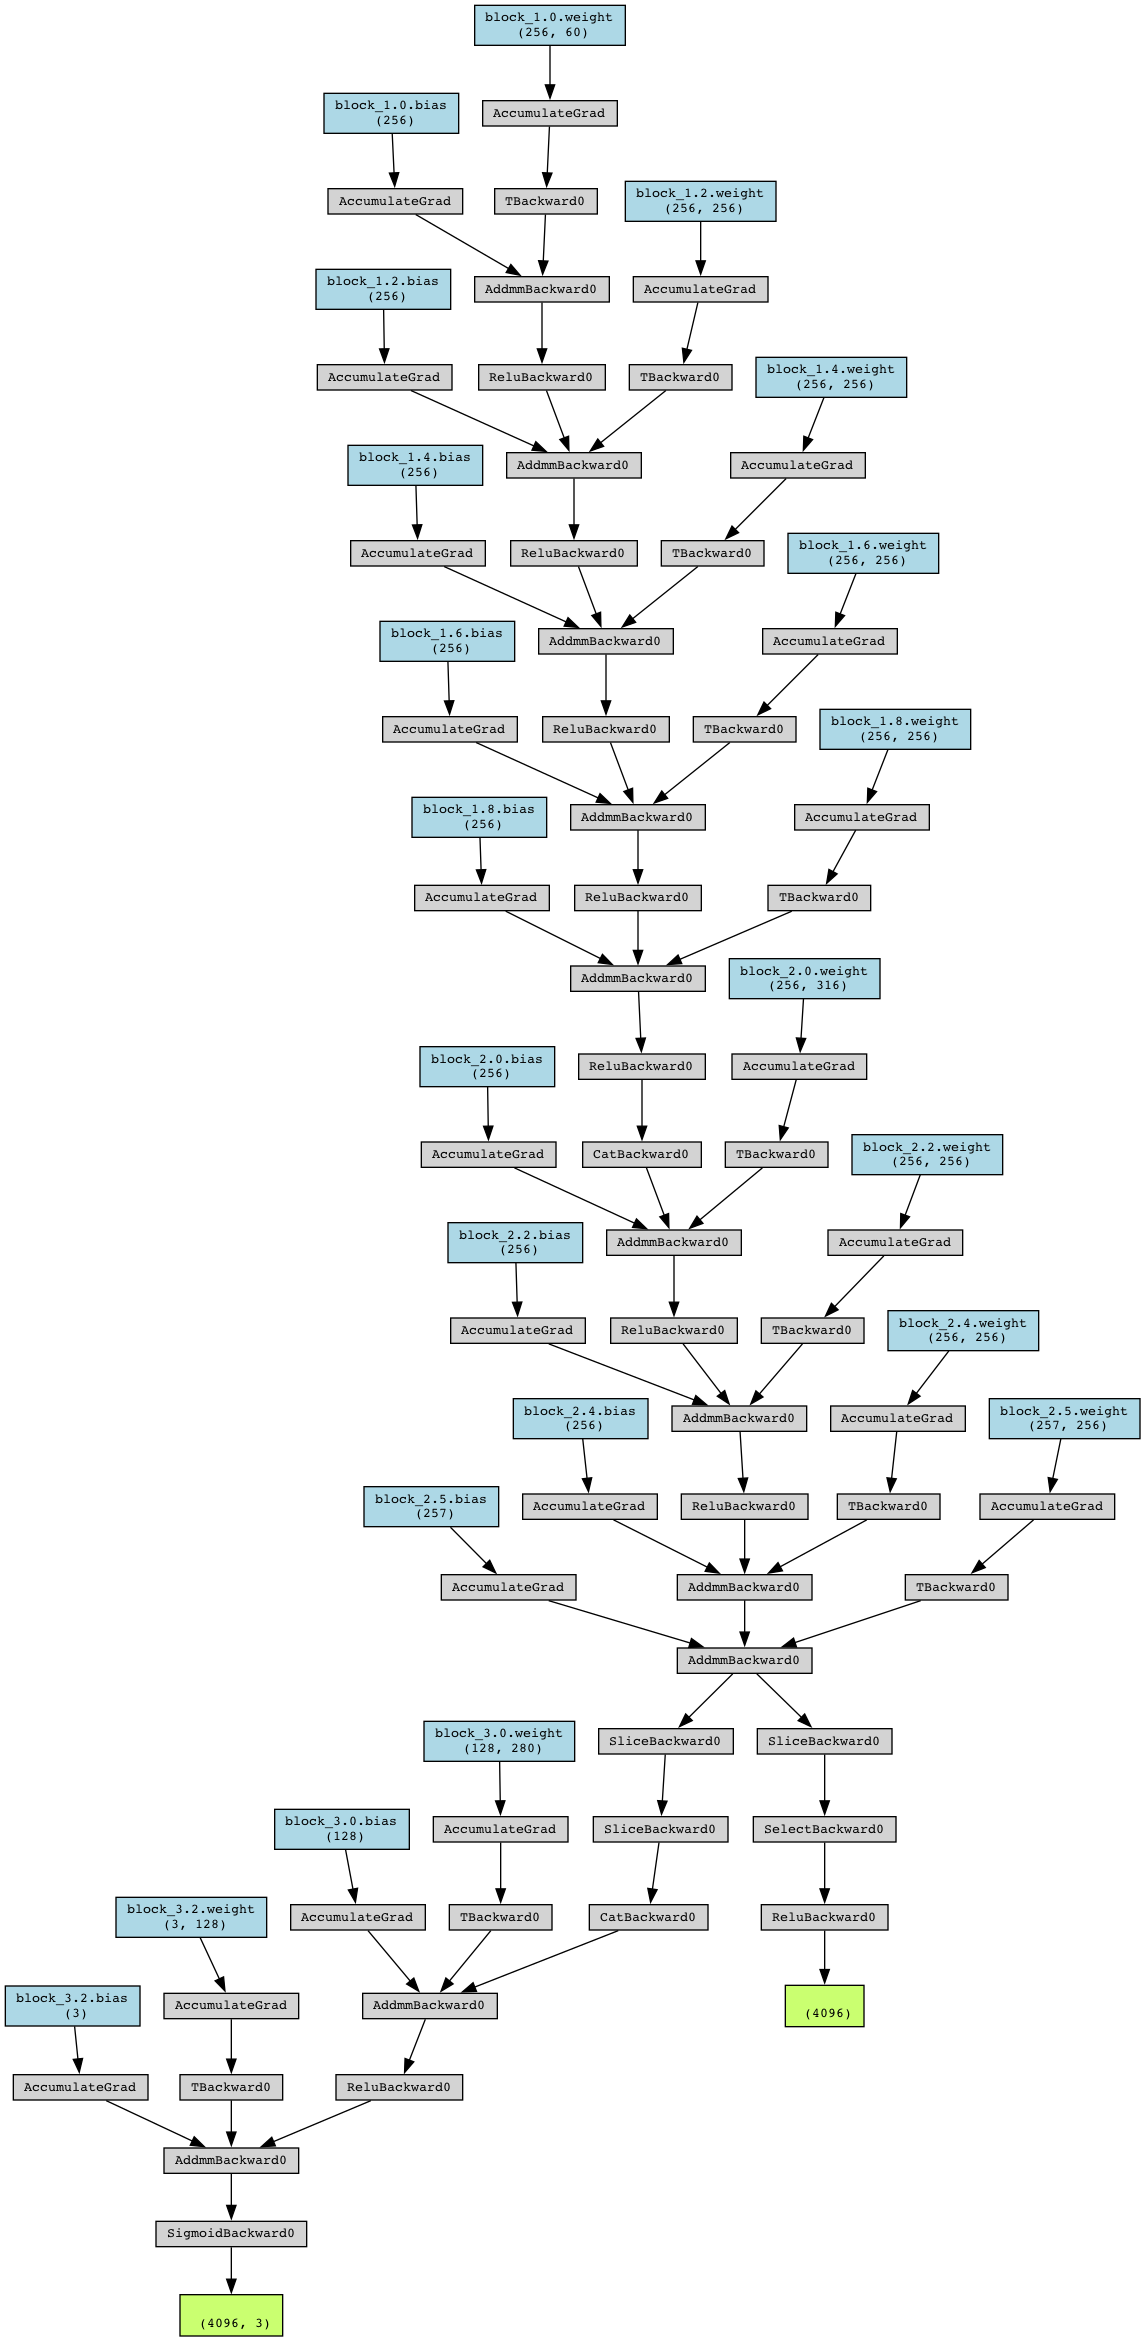 block_1.0.weight
(256, 60)
block_1.0.bias
(256)
AccumulateGrad
AccumulateGrad
TBackward0
block_1.2.weight
(256, 256)
block_1.2.bias
(256)
AddmmBackward0
AccumulateGrad
AccumulateGrad
ReluBackward0
TBackward0
block_1.4.weight
(256, 256)
block_1.4.bias
(256)
AddmmBackward0
AccumulateGrad
AccumulateGrad
ReluBackward0
TBackward0
block_1.6.weight
(256, 256)
block_1.6.bias
(256)
AddmmBackward0
AccumulateGrad
AccumulateGrad
ReluBackward0
TBackward0
block_1.8.weight
(256, 256)
block_1.8.bias
(256)
AddmmBackward0
AccumulateGrad
AccumulateGrad
ReluBackward0
TBackward0
AddmmBackward0
block_2.0.weight
(256, 316)
block_2.0.bias
(256)
ReluBackward0
AccumulateGrad
AccumulateGrad
CatBackward0
TBackward0
block_2.2.weight
(256, 256)
block_2.2.bias
(256)
AddmmBackward0
AccumulateGrad
AccumulateGrad
ReluBackward0
TBackward0
block_2.4.weight
(256, 256)
block_2.4.bias
(256)
AddmmBackward0
AccumulateGrad
block_2.5.weight
(257, 256)
block_2.5.bias
(257)
AccumulateGrad
ReluBackward0
TBackward0
AccumulateGrad
AccumulateGrad
AddmmBackward0
TBackward0
AddmmBackward0
block_3.0.weight
(128, 280)
SliceBackward0
SliceBackward0
block_3.0.bias
(128)
AccumulateGrad
SliceBackward0
SelectBackward0
block_3.2.weight
(3, 128)
AccumulateGrad
TBackward0
CatBackward0
ReluBackward0
block_3.2.bias
(3)
AccumulateGrad
AddmmBackward0
(4096)
AccumulateGrad
TBackward0
ReluBackward0
AddmmBackward0
SigmoidBackward0
(4096, 3)